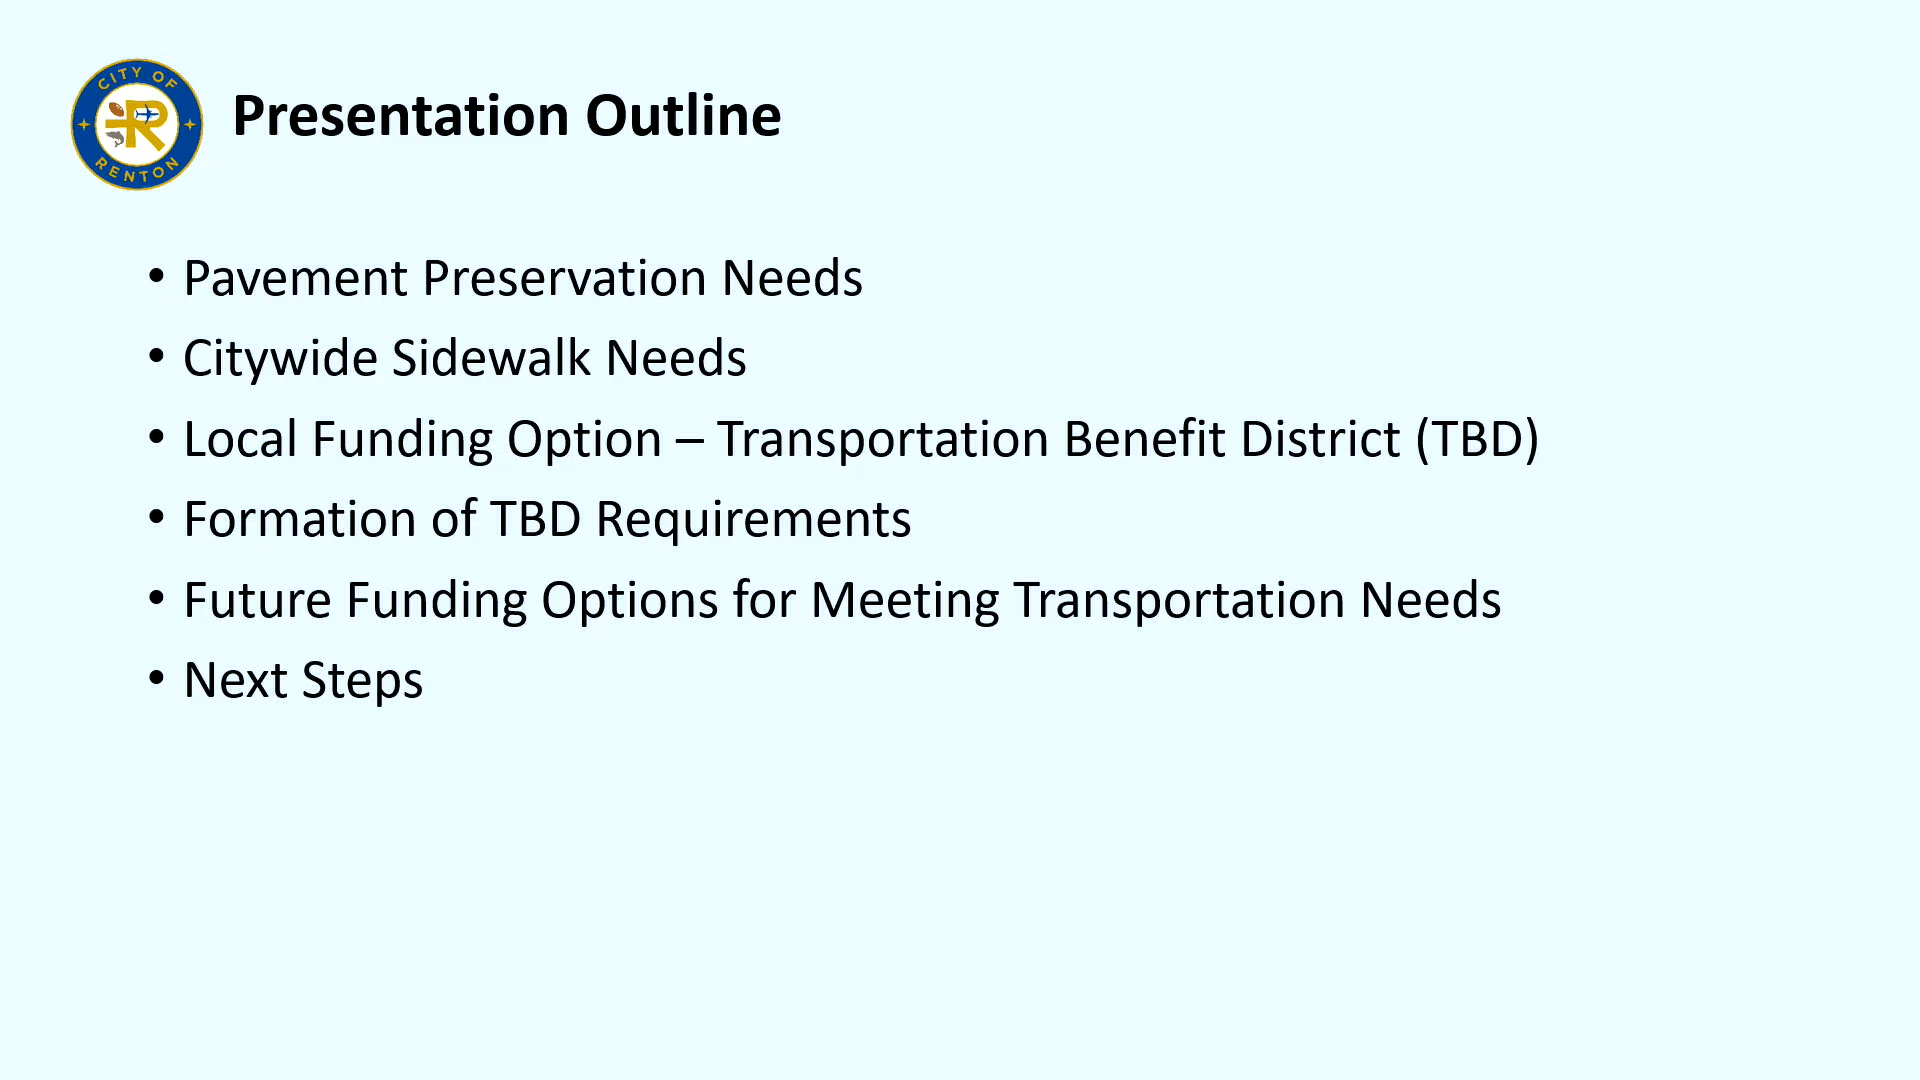 CITY OF
RENTON
Presentation Outline
• Pavement Preservation Needs
• Citywide Sidewalk Needs
• Local Funding Option – Transportation Benefit District (TBD)
• Formation of TBD Requirements
• Future Funding Options for Meeting Transportation Needs
• Next Steps